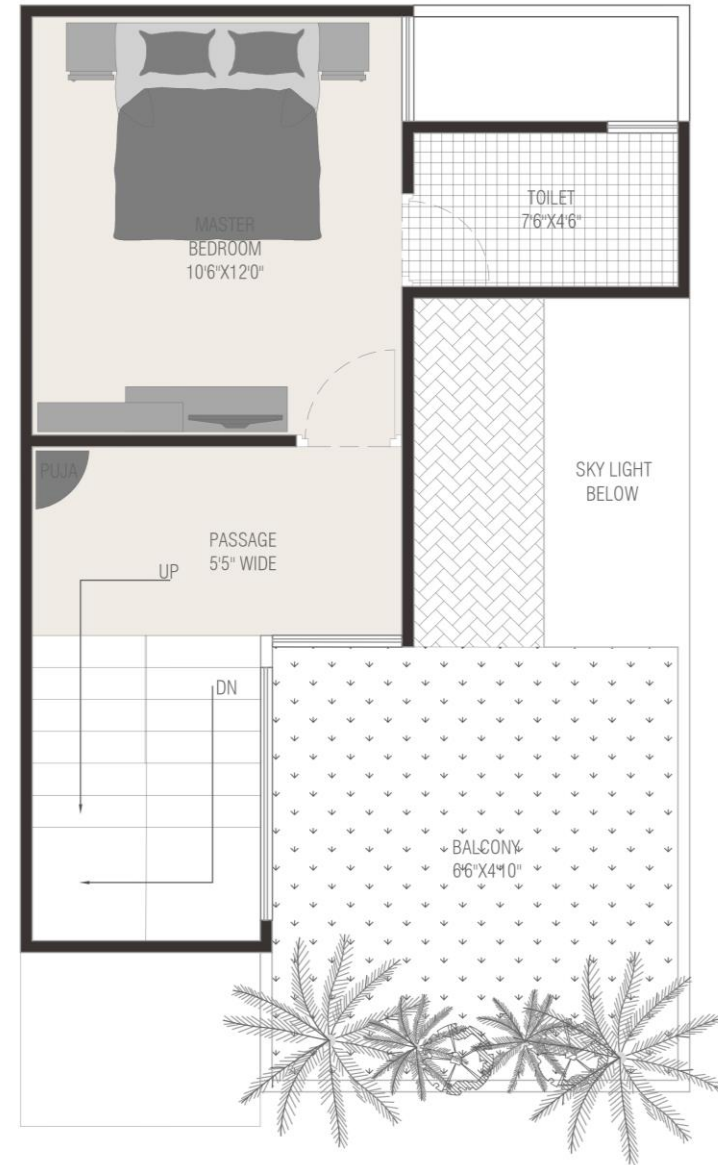 MASTER
BEDROOM
10'6"X12'0"
TOILET
7'6"X4'6"
SKY LIGHT
BELOW
PUJA
PASSAGE
5'5" WIDE
UP
DN
BALCONY
6'6"X4'10"